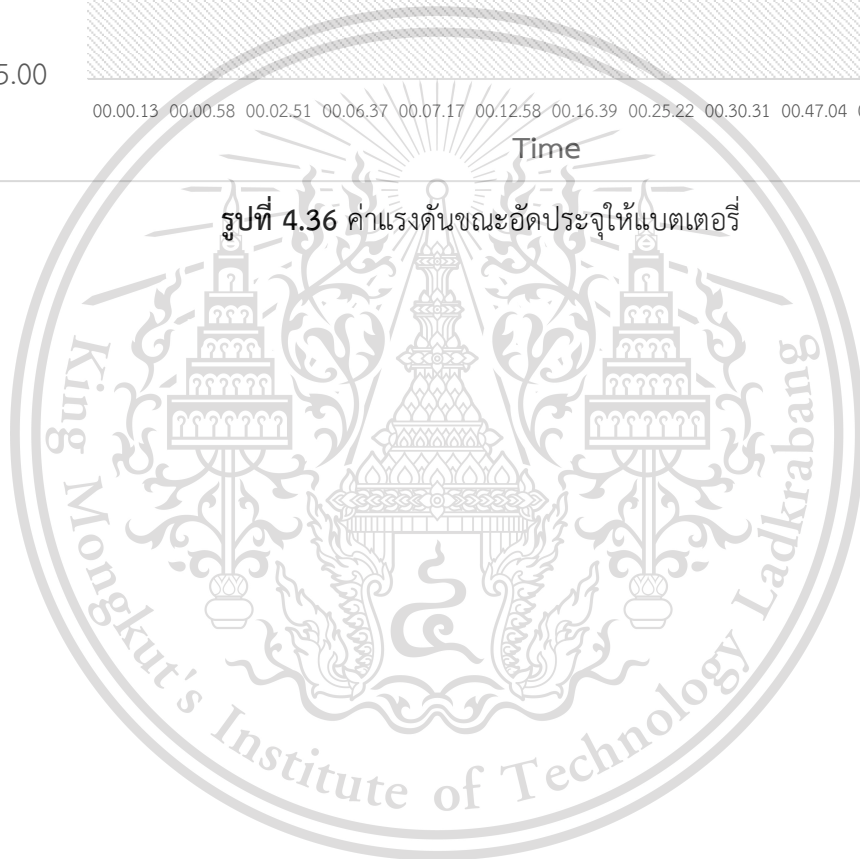 5.00
00.00.13 00.00.58 00.02.51 00.06.37 00.07.17 00.12.58 00.16.39 00.25.22 00.30.31 00.47.04
Time
รูปที่ 4.36 ค่าแรงดันขณะอัดประจุให้แบตเตอรี่
King Mongkut's Institute of Technology Ladkrabang